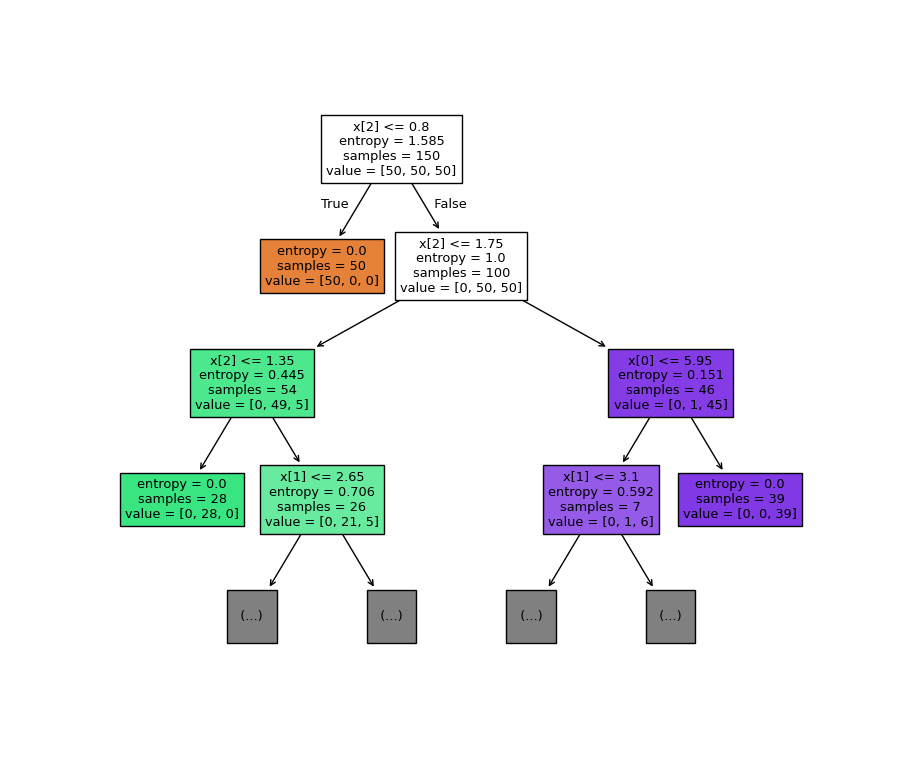 x[2] <= 0.8
entropy = 1.585
samples = 150
value = [50, 50, 50]
True
False
entropy = 0.0
samples = 50
value = [50, 0, 0]
x[2] <= 1.75
entropy = 1.0
samples = 100
value = [0, 50, 50]
x[2] <= 1.35
entropy = 0.445
samples = 54
value = [0, 49, 5]
x[0] <= 5.95
entropy = 0.151
samples = 46
value = [0, 1, 45]
entropy = 0.0
samples = 28
value = [0, 28, 0]
x[1] <= 2.65
entropy = 0.706
samples = 26
value = [0, 21, 5]
x[1] <= 3.1
entropy = 0.592
samples = 7
value = [0, 1, 6]
entropy = 0.0
samples = 39
value = [0, 0, 39]
(...)
(...)
(...)
(...)